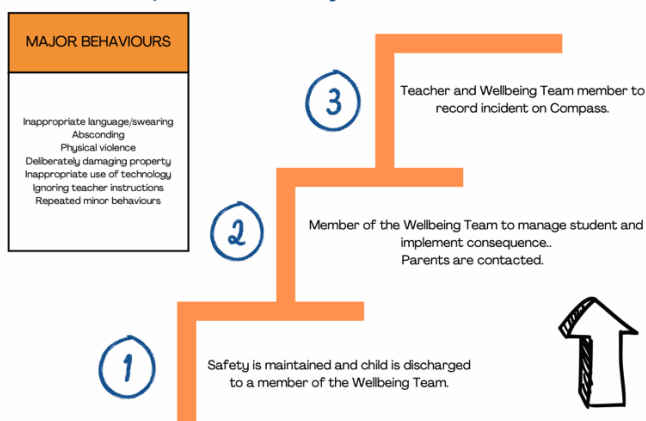 MAJOR BEHAVIOURS
Inappropriate language/swearing
Absconding
Physical violence
Deliberately damaging property
Inappropriate use of technology
Ignoring teacher instructions
Repeated minor behaviours
3
Teacher and Wellbeing Team member to
record incident on Compass.
2
Member of the Wellbeing Team to manage student and
implement consequence..
Parents are contacted.
1
Safety is maintained and child is discharged
to a member of the Wellbeing Team.